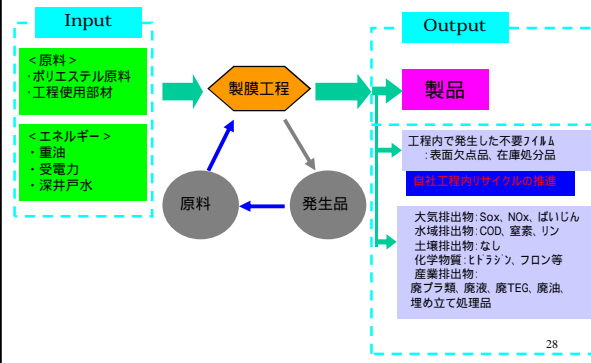 Input
<原料>
・ポリエステル原料
・工程使用部材
<エネルギー>
・重油
・受電力
・深井戸水
製膜工程
原料
発生品
Output
製品
工程内で発生した不要フイルム
:表面欠点品、在庫処分品
自社工程内リサイクルの推進
大気排出物:Sox、NOx、ばいじん
水域排出物:COD、窒素、リン
土壌排出物:なし
化学物質:ヒドラジン、フロン等
産業排出物:
廃プラ類、廃液、廃TEG、廃油、
埋め立て処理品
28